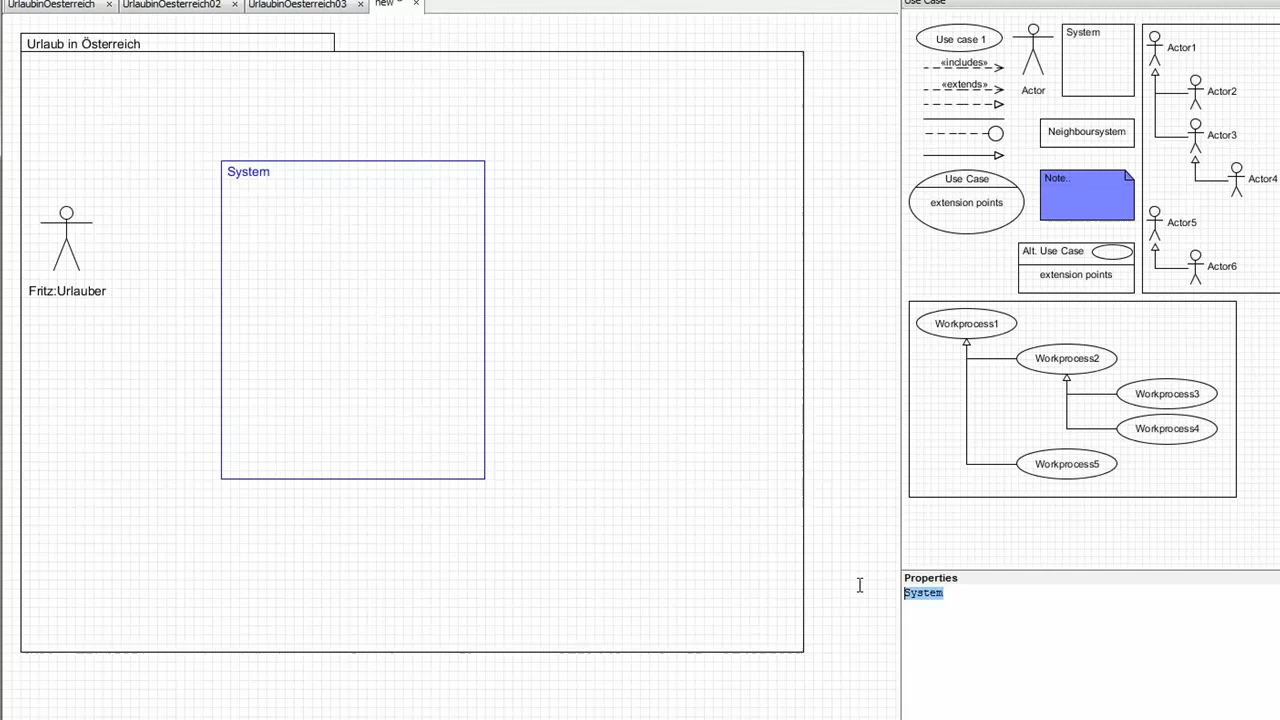 UrlaubinOesterreich
UrlaubinOesterreich02
UrlaubinOesterreich03
new *
Urlaub in Österreich
System
Fritz:Urlauber
Use Case
Use case 1
«includes»
«extends»
Actor
System
Neighboursystem
Use Case
extension points
Note..
Alt. Use Case
extension points
Actor1
Actor2
Actor3
Actor4
Actor5
Actor6
Workprocess1
Workprocess2
Workprocess3
Workprocess4
Workprocess5
Properties
System